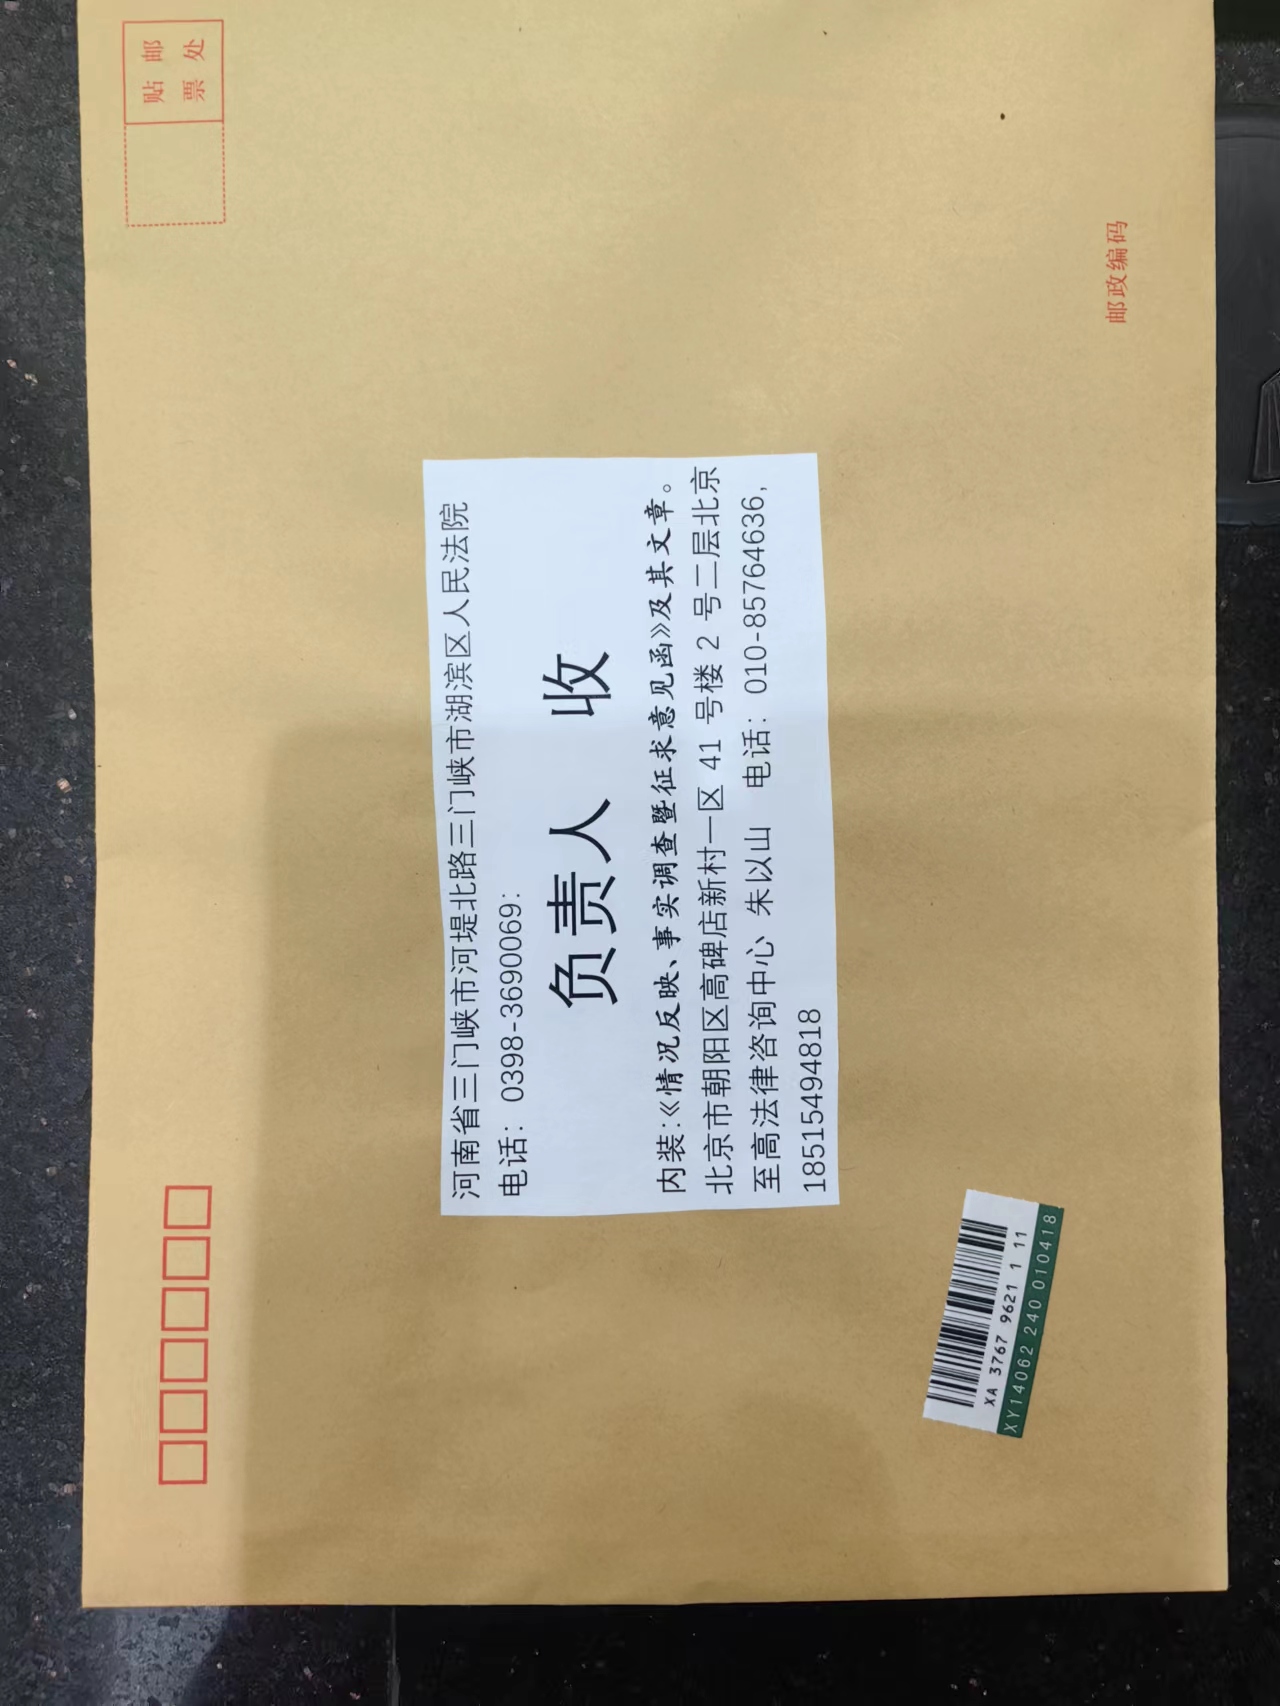 贴邮
票处
河南省三门峡市河堤北路三门峡市湖滨区人民法院
电话：0398-3690069：
负责人 收
内装：《情况反映、事实调查暨征求意见函》及其文章。
北京市朝阳区高碑店新村一区 41 号楼 2 号二层北京
至高法律咨询中心 朱以山 电话：010-85764636，
18515494818
XA 3767 9621 1 11
XY14062 240 010418
邮政编码